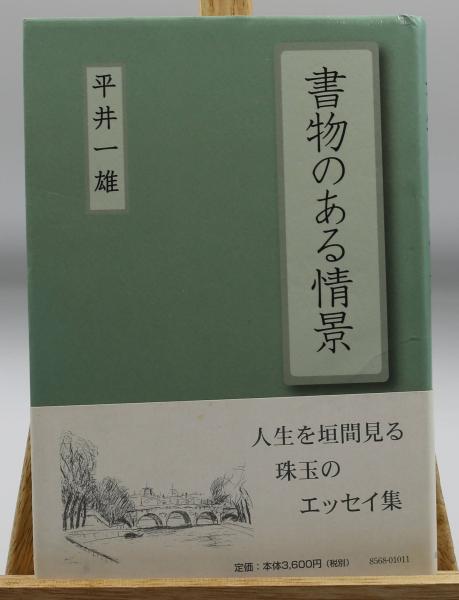 書物のある情景
平井一雄
人生を垣間見る
珠玉の
エッセイ集
定価:本体3,600円(税別)
8568-01011